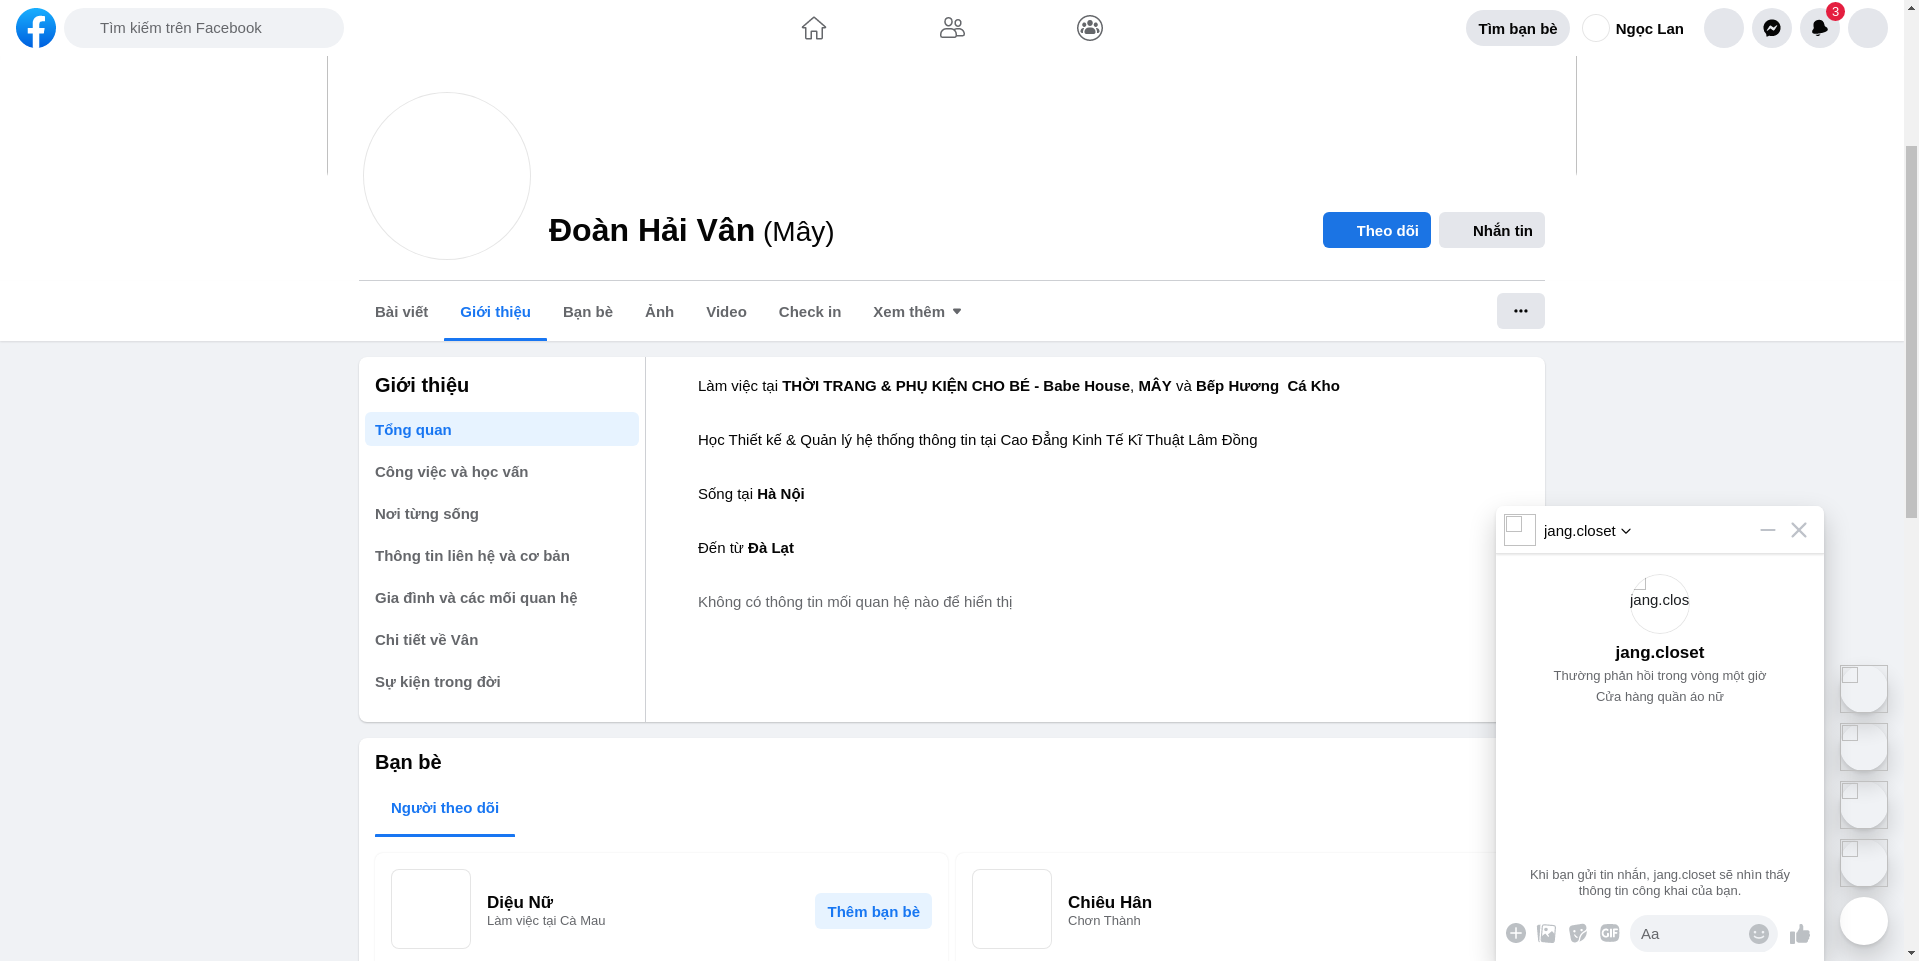 Tìm kiếm trên Facebook
Tìm bạn bè
Ngọc Lan
3
Đoàn Hải Vân (Mây)
Theo dõi
Nhắn tin
Bài viết
Giới thiệu
Bạn bè
Ảnh
Video
Check in
Xem thêm
Giới thiệu
Tổng quan
Công việc và học vấn
Nơi từng sống
Thông tin liên hệ và cơ bản
Gia đình và các mối quan hệ
Chi tiết về Vân
Sự kiện trong đời
Làm việc tại THỜI TRANG & PHỤ KIỆN CHO BÉ - Babe House, MÂY và Bếp Hương  Cá Kho
Học Thiết kế & Quản lý hệ thống thông tin tại Cao Đẳng Kinh Tế Kĩ Thuật Lâm Đồng
Sống tại Hà Nội
Đến từ Đà Lạt
Không có thông tin mối quan hệ nào để hiển thị
Bạn bè
Người theo dõi
Diệu Nữ
Làm việc tại Cà Mau
Thêm bạn bè
Chiêu Hân
Chơn Thành
jang.closet
jang.clos
jang.closet
Thường phản hồi trong vòng một giờ
Cửa hàng quần áo nữ
Khi bạn gửi tin nhắn, jang.closet sẽ nhìn thấy
thông tin công khai của bạn.
GIF
Aa